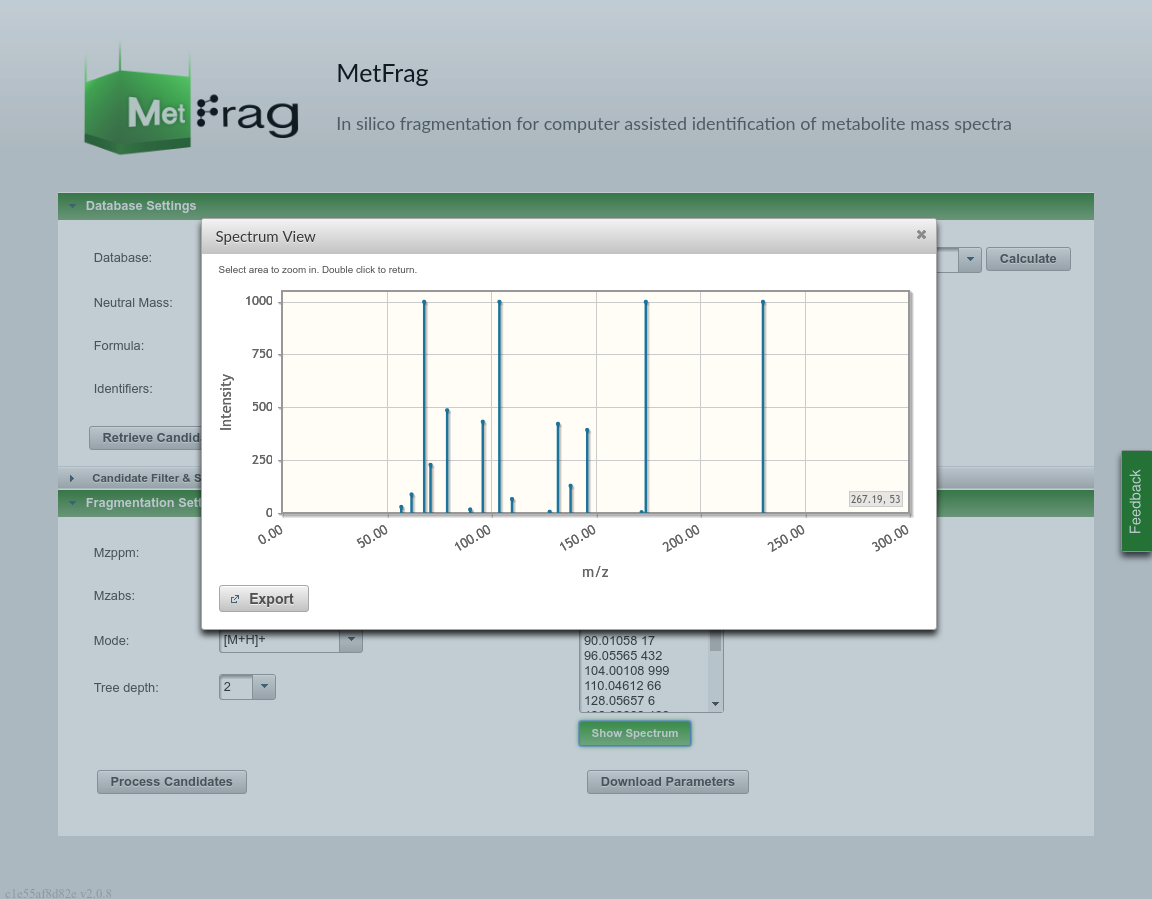 MetFrag
MetFrag
In silico fragmentation for computer assisted identification of metabolite mass spectra
Database Settings
Spectrum View
Select area to zoom in. Double click to return.
Database:
Calculate
Neutral Mass:
Formula:
Identifiers:
Retrieve Candid
Candidate Filter & S
Fragmentation Sett
1000
750
500
250
0
Intensity
267.19, 53
0.00
50.00
100.00
150.00
200.00
250.00
300.00
m/z
Export
Feedback
Mzppm:
Mzabs:
Mode:
[M+H]+
Tree depth:
2
90.01058 17
96.05565 432
104.00108 999
110.04612 66
128.05657 6
Show Spectrum
Process Candidates
Download Parameters
c1e55af8d82e v2.0.8